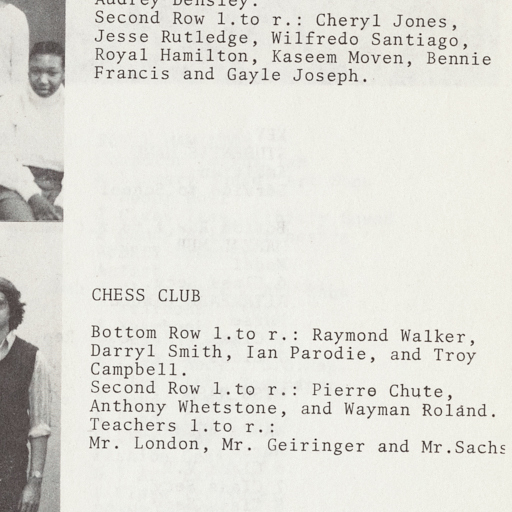 Audrey Densley.
Second Row l.to r.: Cheryl Jones,
Jesse Rutledge, Wilfredo Santiago,
Royal Hamilton, Kaseem Moven, Bennie
Francis and Gayle Joseph.
CHESS CLUB
Bottom Row l.to r.: Raymond Walker,
Darryl Smith, Ian Parodie, and Troy
Campbell.
Second Row l.to r.: Pierre Chute,
Anthony Whetstone, and Wayman Roland.
Teachers l.to r.:
Mr. London, Mr. Geiringer and Mr.Sachs